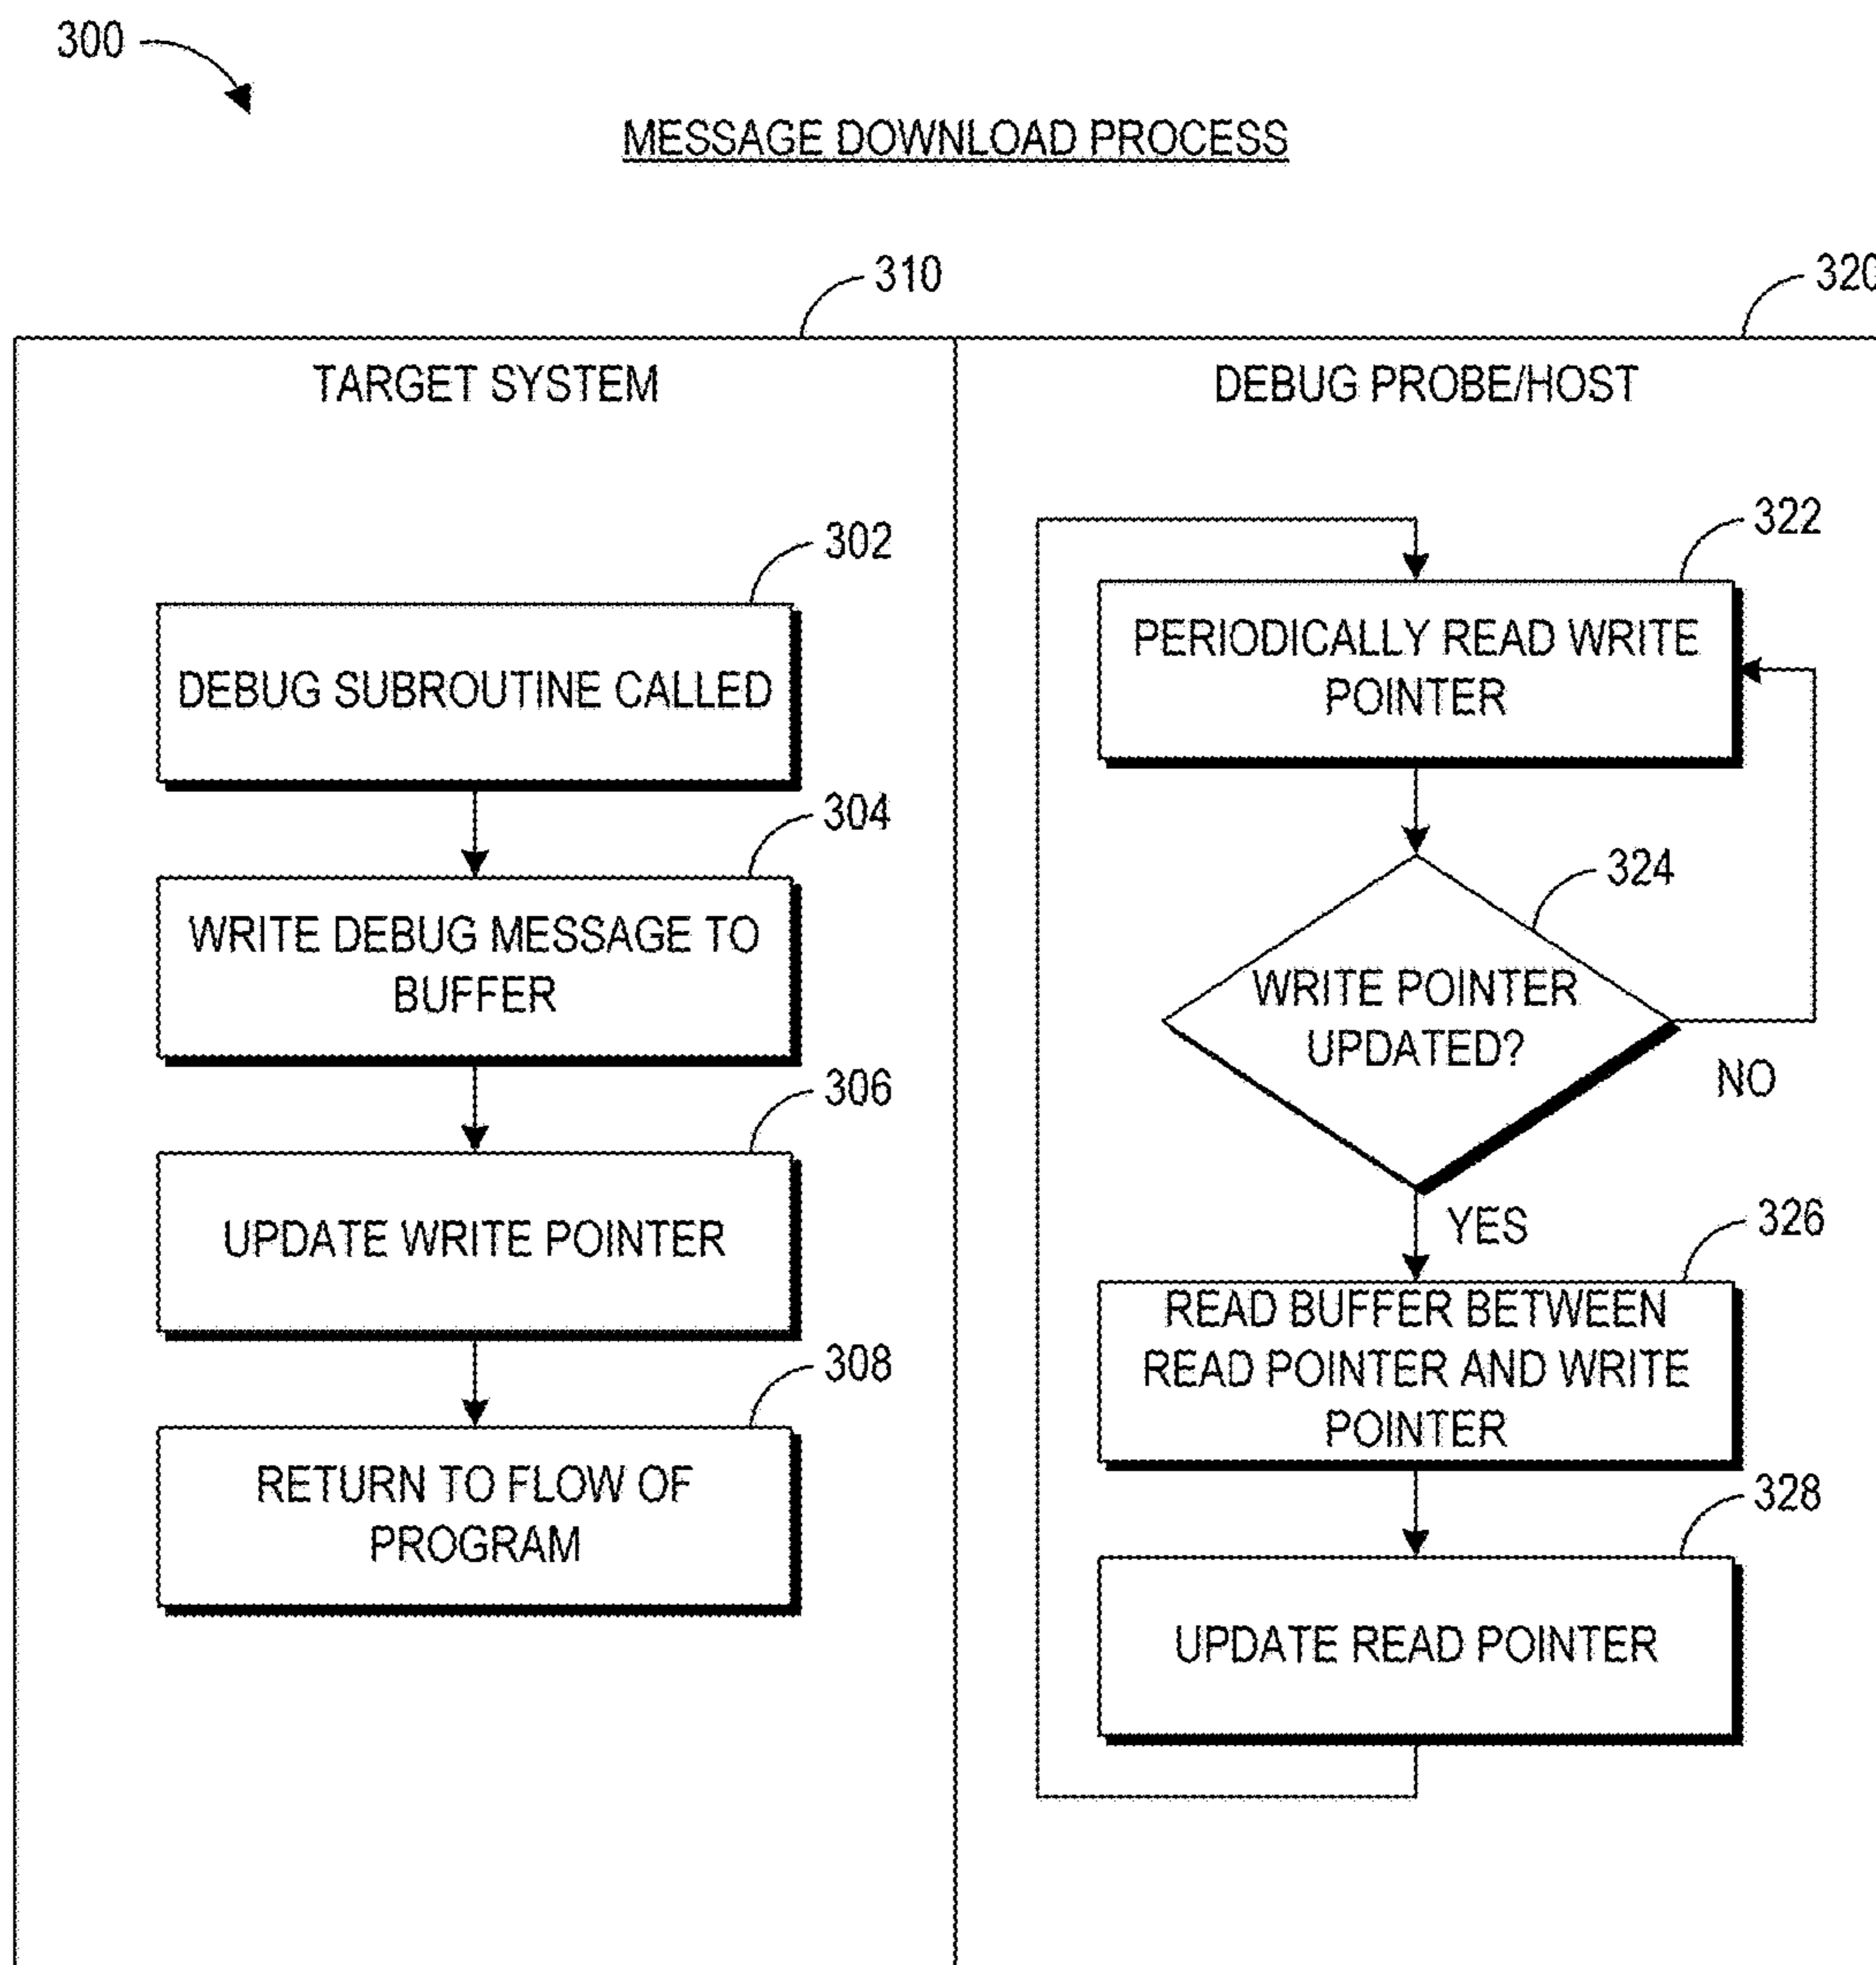 300
MESSAGE DOWNLOAD PROCESS
310
320
TARGET SYSTEM
DEBUG PROBE/HOST
302
DEBUG SUBROUTINE CALLED
304
WRITE DEBUG MESSAGE TO
BUFFER
306
UPDATE WRITE POINTER
308
RETURN TO FLOW OF
PROGRAM
322
PERIODICALLY READ WRITE
POINTER
324
WRITE POINTER
UPDATED?
NO
YES
326
READ BUFFER BETWEEN
READ POINTER AND WRITE
POINTER
328
UPDATE READ POINTER